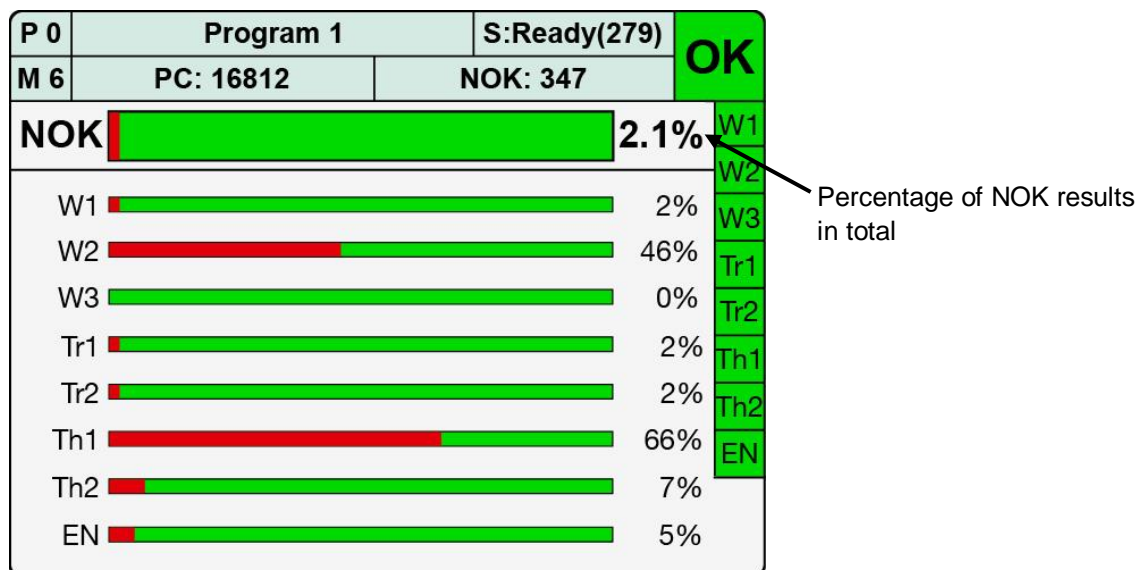 P 0 Program 1 S:Ready(279) OK
M 6 PC: 16812 NOK: 347
NOK 2.1%
W1 2%
W2 46%
W3 0%
Tr1 2%
Tr2 2%
Th1 66%
Th2 7%
EN 5%
W1
W2
W3
Tr1
Tr2
Th1
Th2
EN
Percentage of NOK results
in total